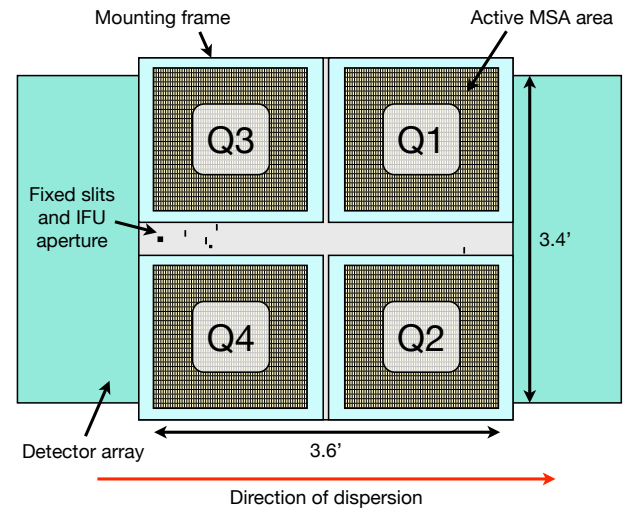 Mounting frame
Active MSA area
Q3
Q1
Fixed slits
and IFU
aperture
3.4’
Q4
Q2
Detector array
3.6’
Direction of dispersion